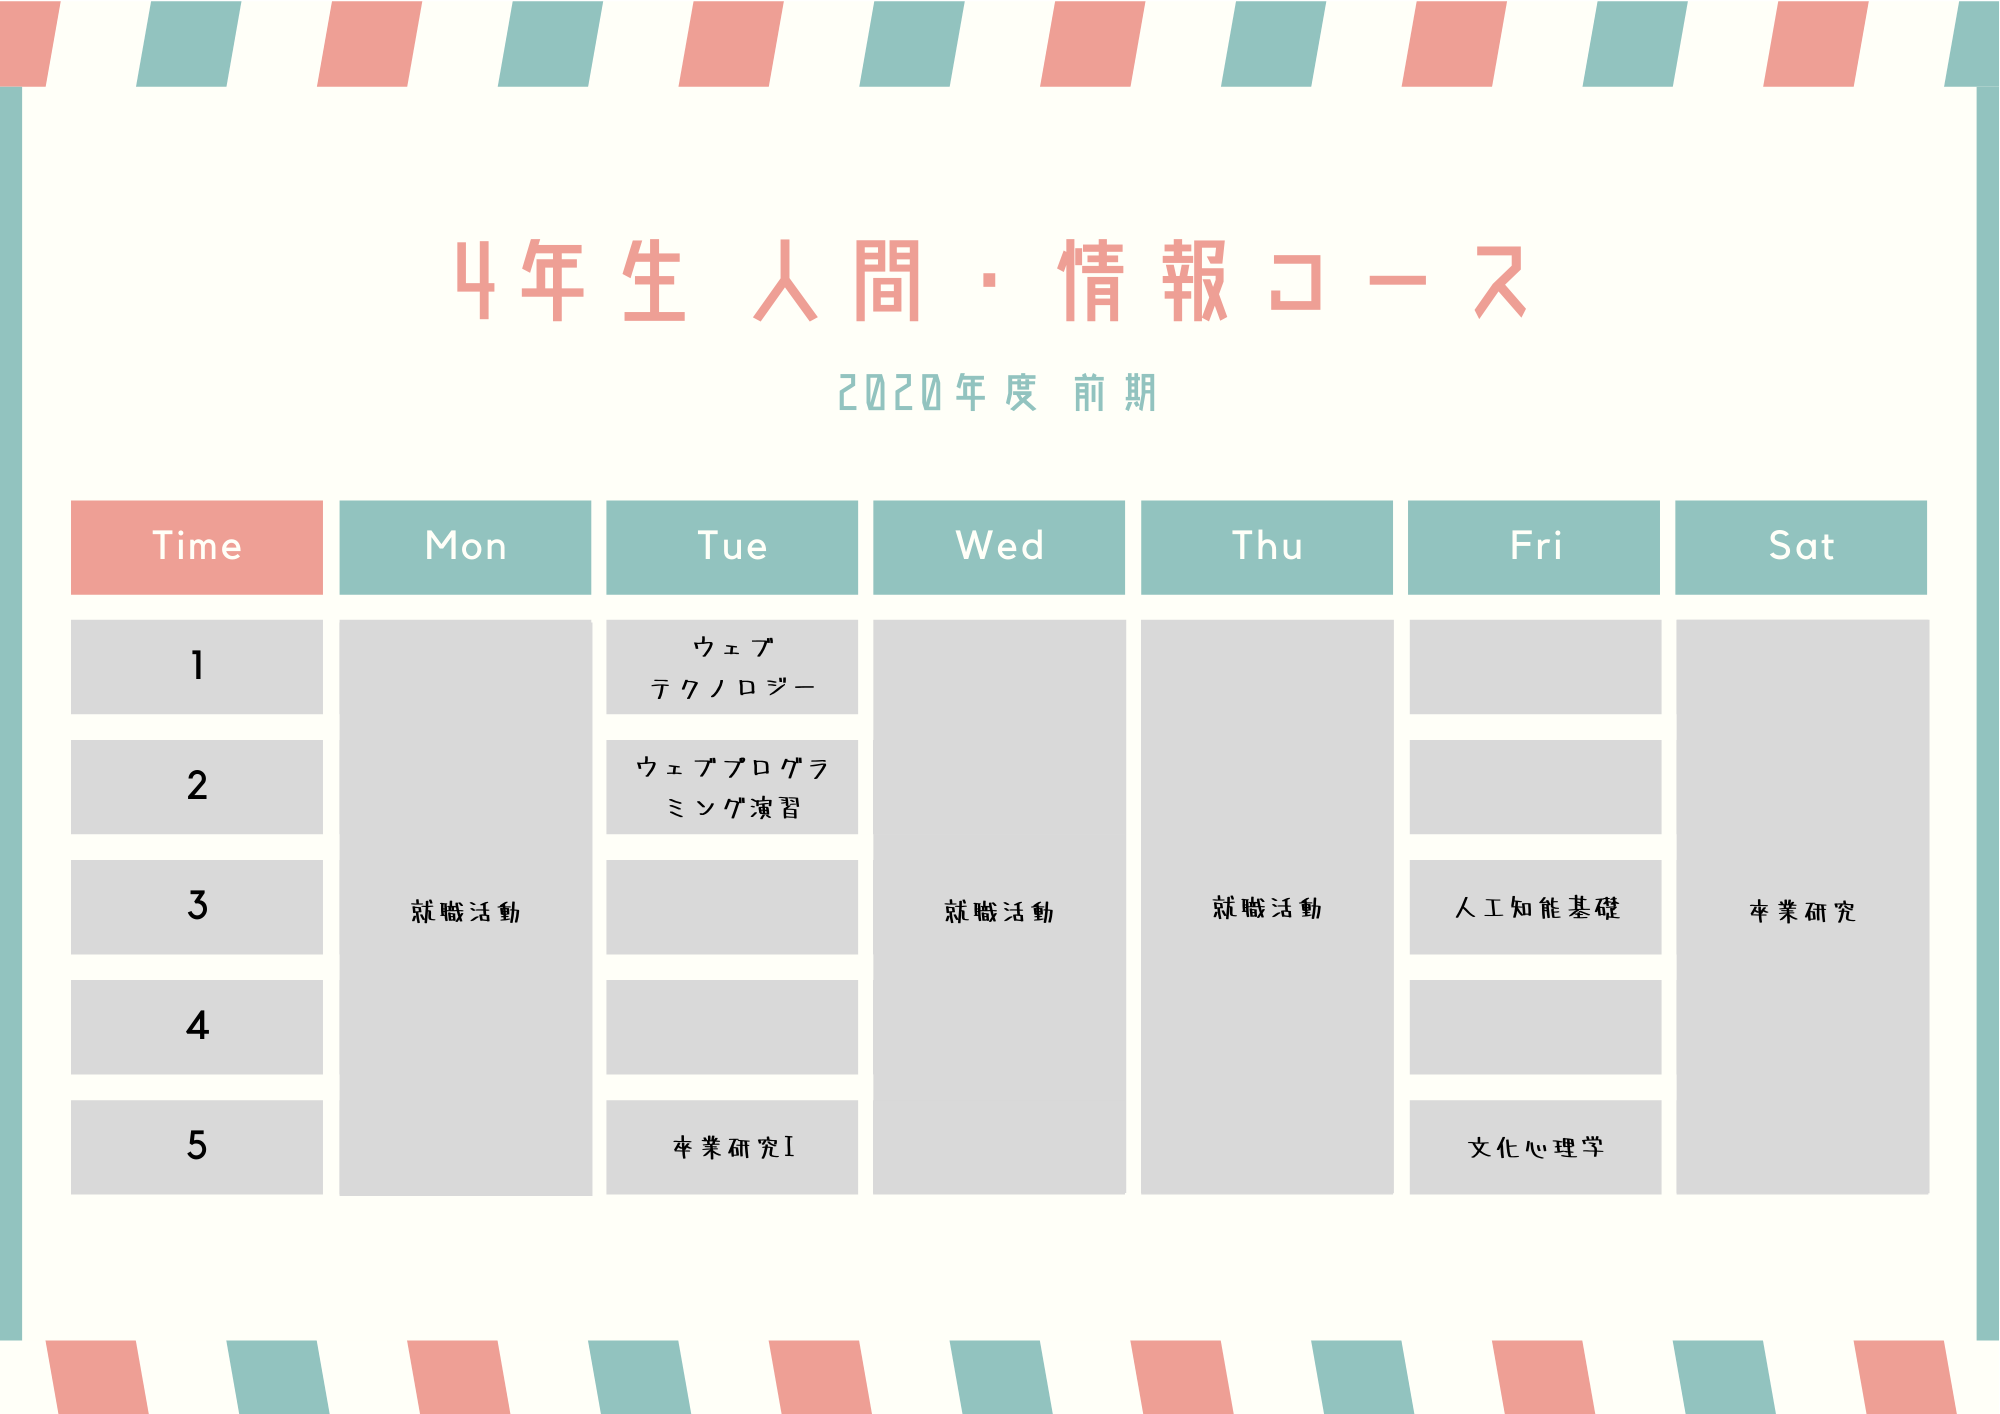 4年生 人間・情報コース
2020年度 前期
Time Mon Tue Wed Thu Fri Sat
1
ウェブ
テクノロジー
2
ウェブプログラ
ミング演習
3
就職活動
就職活動
就職活動
人工知能基礎
卒業研究
4
5
卒業研究I
文化心理学